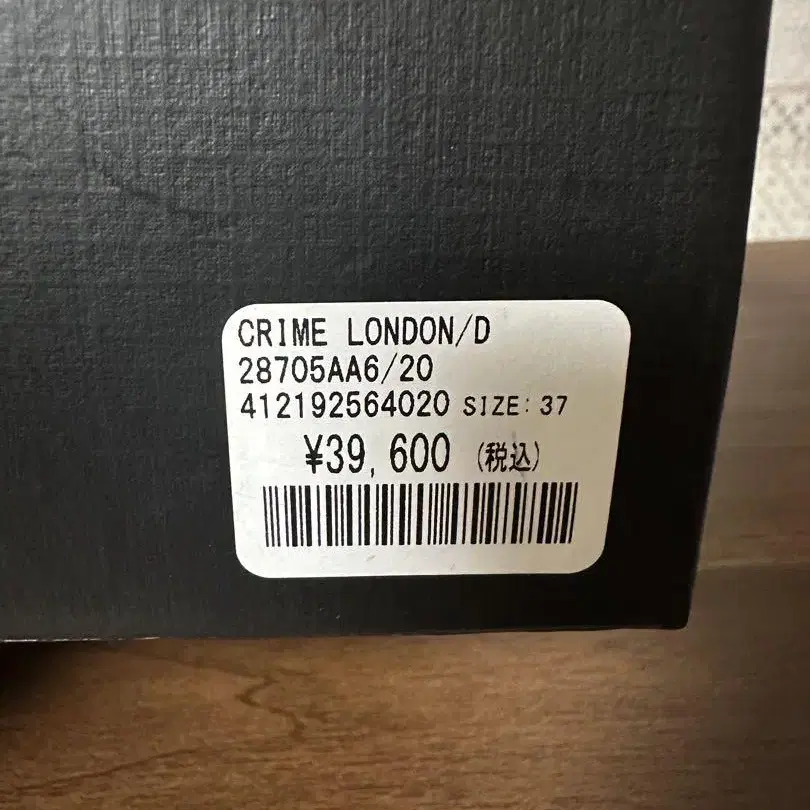 CRIME LONDON/D
28705AA6/20
412192564020 SIZE: 37
¥39,600 (税込)